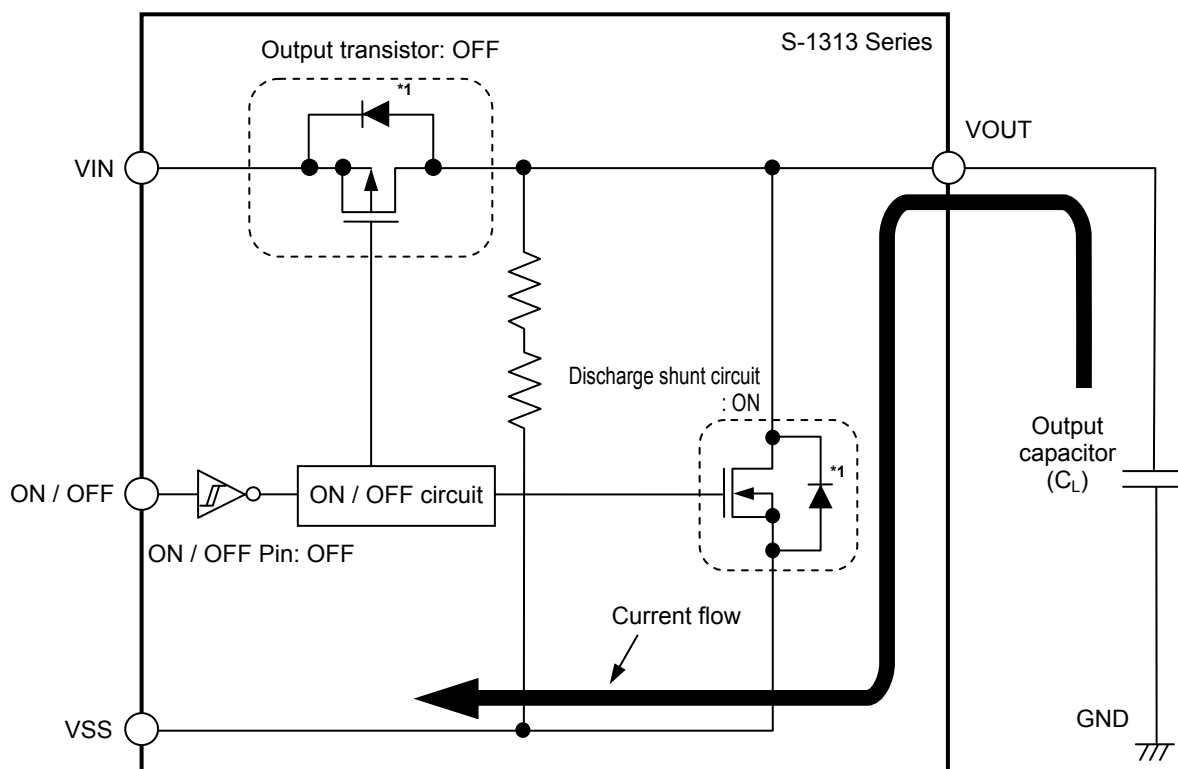 S-1313 Series
Output transistor: OFF
*1
VOUT
VIN
Discharge shunt circuit
: ON
*1
Output
capacitor
(CL)
ON / OFF
ON / OFF circuit
ON / OFF Pin: OFF
Current flow
GND
VSS